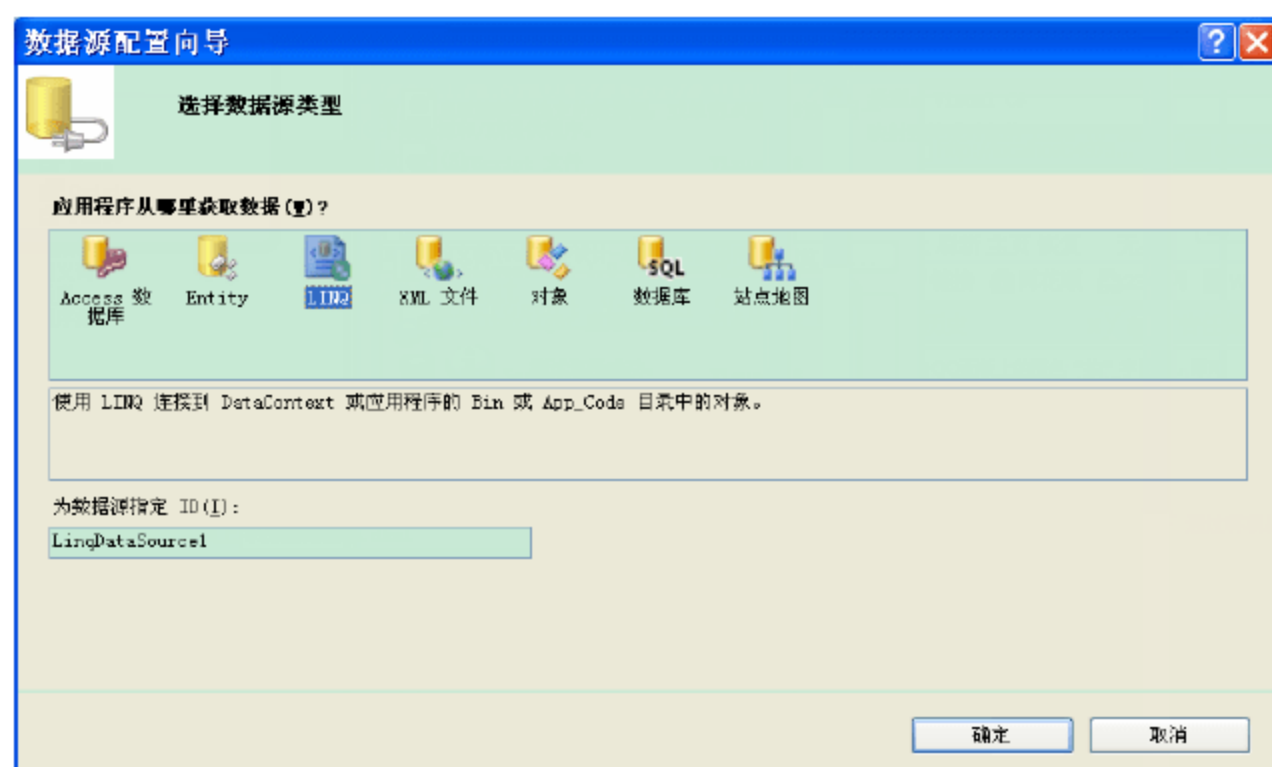 数据源配置向导
选择数据源类型
应用程序从哪里获取数据(W)?
Access 数
据库
Entity
LINQ
XML 文件
对象
SQL
数据库
站点地图
使用 LINQ 连接到 DataContext 或应用程序的 Bin 或 App_Code 目录中的对象。
为数据源指定 ID(I):
LinqDataSource1
确定
取消